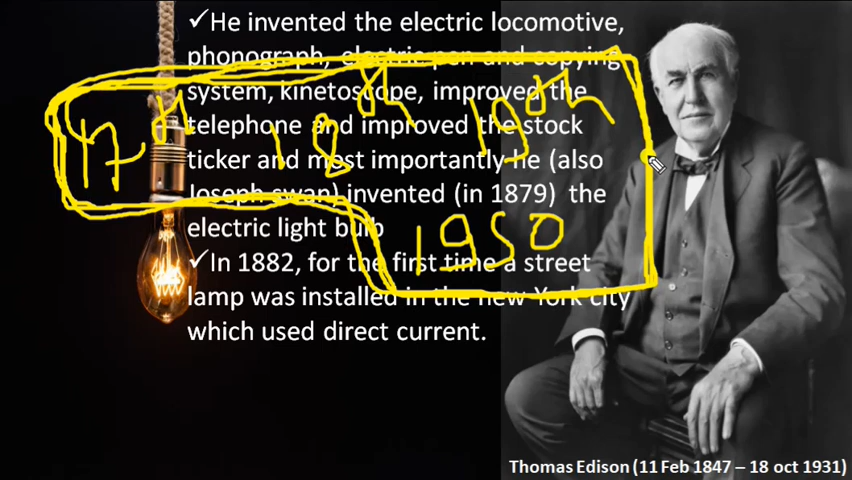 ✓He invented the electric locomotive,
phonograph, electric pen and copying
system, kinetoscope, improved the
telephone and improved the stock
ticker and most importantly he (also
Joseph swan) invented (in 1879) the
electric light bulb
✓In 1882, for the first time a street
lamp was installed in the new York city
which used direct current.
17th 18th 19th
1950
Thomas Edison (11 Feb 1847 – 18 oct 1931)